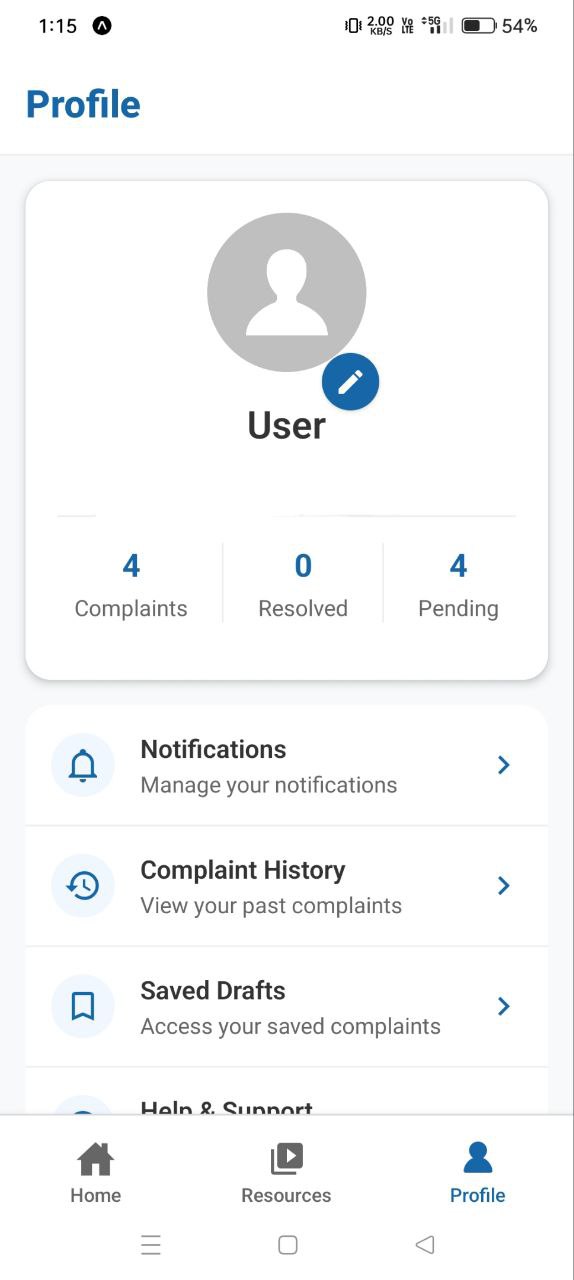 1:15 2.00 KB/S Vo LTE 5G 54%
Profile
User
4 0 4
Complaints Resolved Pending
Notifications
Manage your notifications
Complaint History
View your past complaints
Saved Drafts
Access your saved complaints
Help & Support
Home Resources Profile